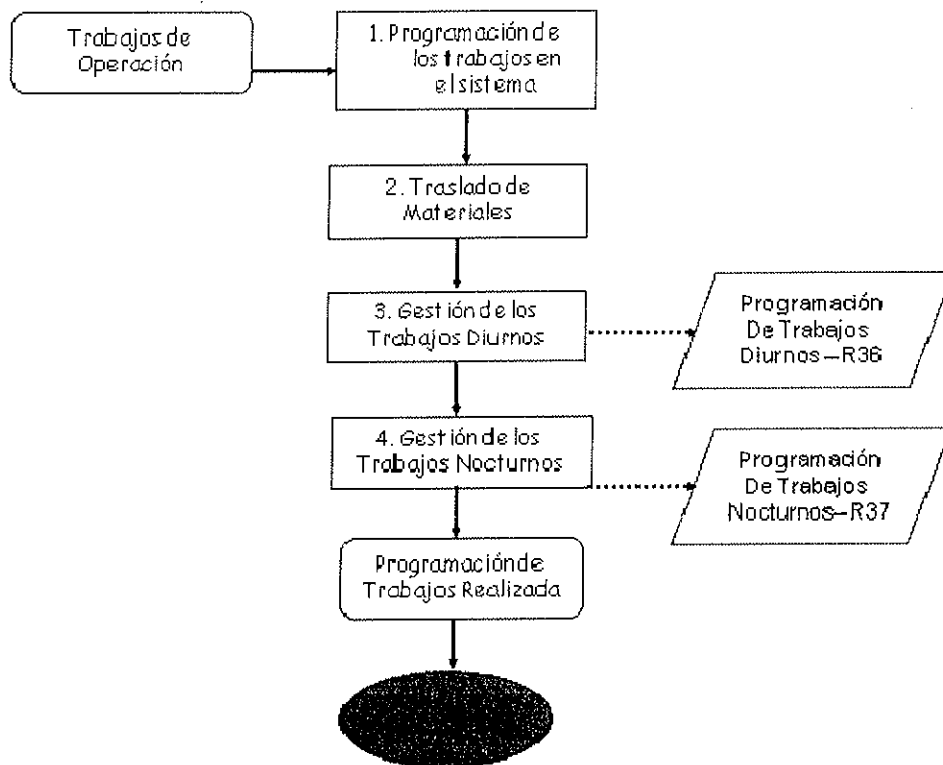 Trabajos de
Operación
1. Programación de
los trabajos en
el sistema
2. Traslado de
Materiales
3. Gestión de los
Trabajos Diurnos
Programación
De Trabajos
Diurnos–R36
4. Gestión de los
Trabajos Nocturnos
Programación
De Trabajos
Nocturnos–R37
Programación de
Trabajos Realizada